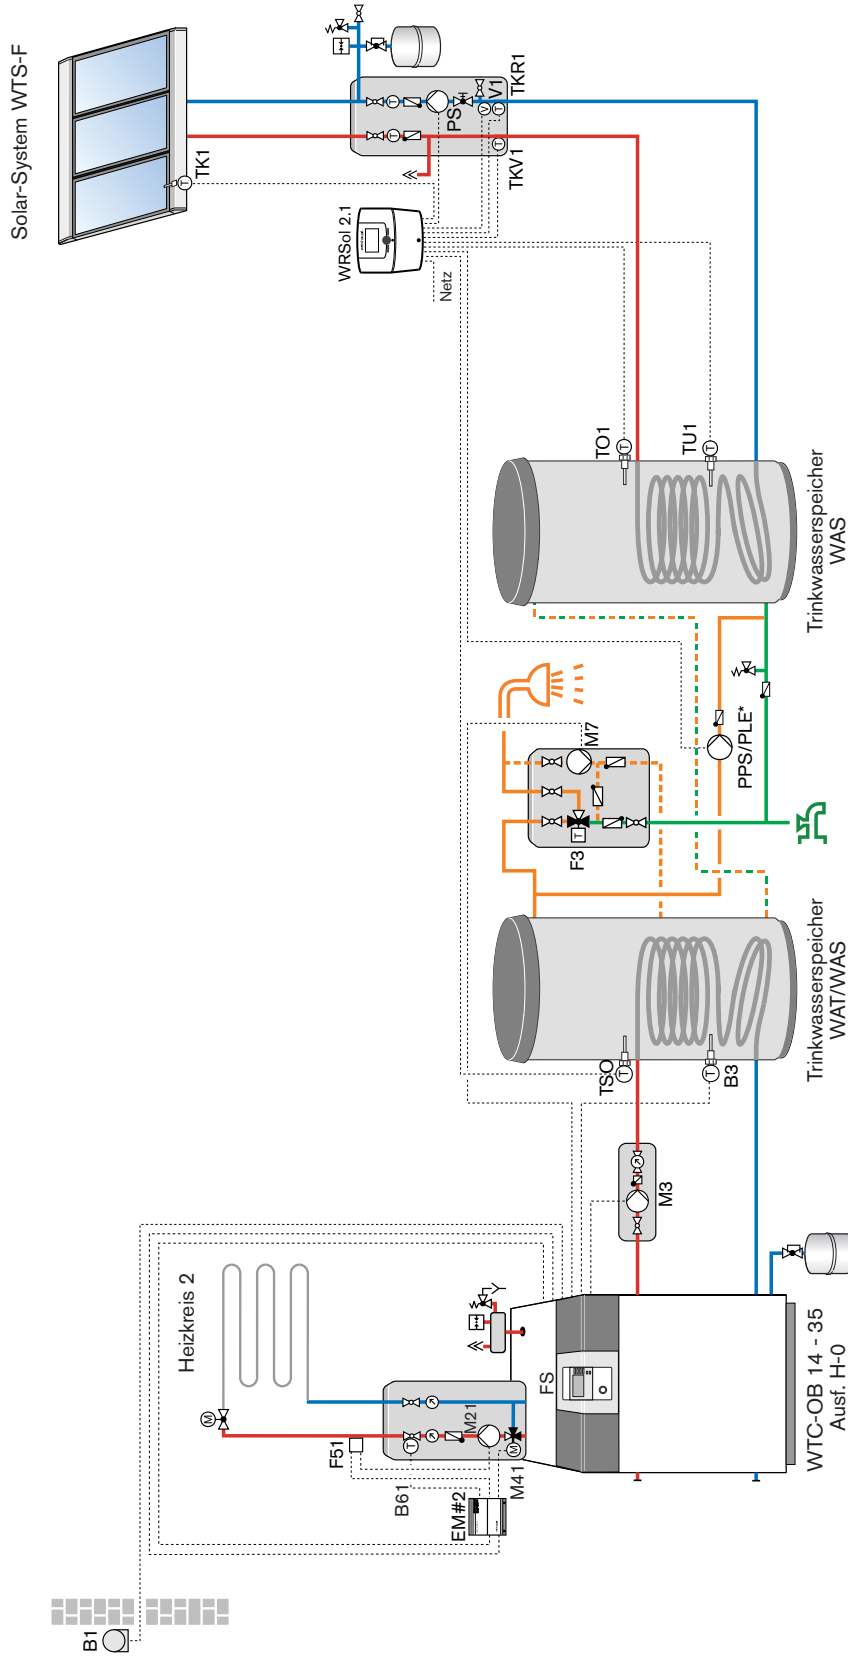 Solar-System WTS-F
TK1
T
T
T
PS
V
V1
T
TKR1
T
TKV1
WRSol 2.1
Netz
TO1
T
TU1
T
Trinkwasserspeicher
WAS
M7
F3
T
PPS/PLE*
Trinkwasserspeicher
WAT/WAS
TSO
T
B3
T
M3
Heizkreis 2
M
F51
T
B61
M21
M
M41
EM#2
FS
WTC-OB 14 - 35
Ausf. H-0
B1